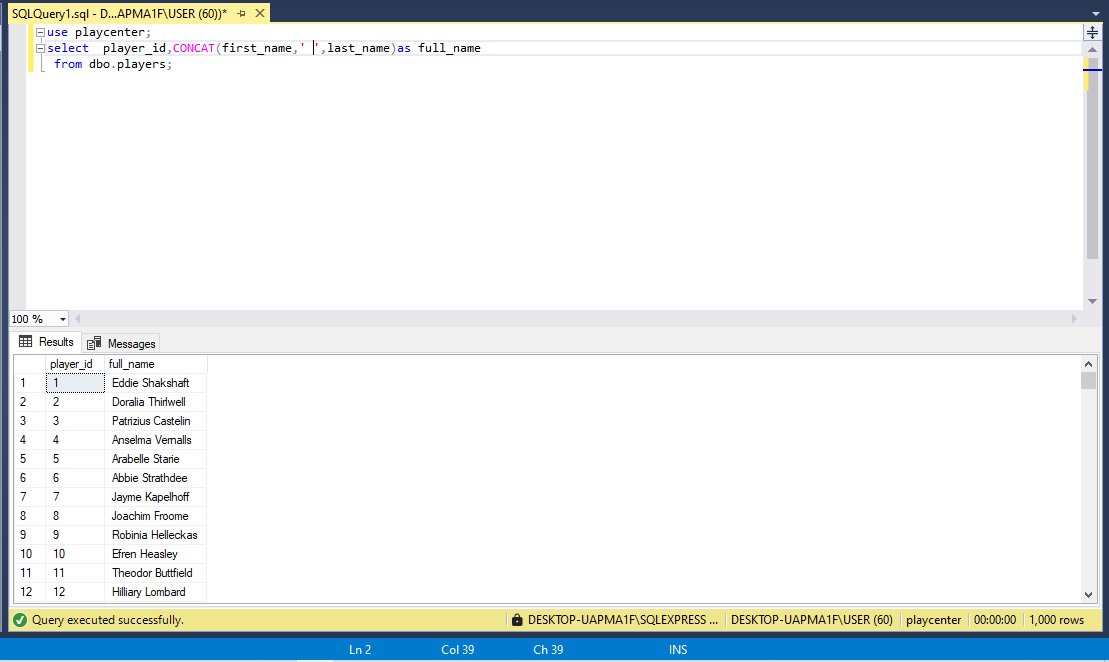 SQLQuery1.sql - D...APMA1F\USER (60))*
use playcenter;
select  player_id,CONCAT(first_name,' ',last_name)as full_name
from dbo.players;
100 %
Results Messages
player_id full_name
1 1 Eddie Shakshaft
2 2 Doralia Thirlwell
3 3 Patrizius Castelin
4 4 Anselma Vernalls
5 5 Arabelle Starie
6 6 Abbie Strathdee
7 7 Jayme Kapelhoff
8 8 Joachim Froome
9 9 Robinia Helleckas
10 10 Efren Heasley
11 11 Theodor Buttfield
12 12 Hilliary Lombard
Query executed successfully. DESKTOP-UAPMA1F\SQLEXPRESS ... DESKTOP-UAPMA1F\USER (60) playcenter 00:00:00 1,000 rows
Ln 2 Col 39 Ch 39 INS